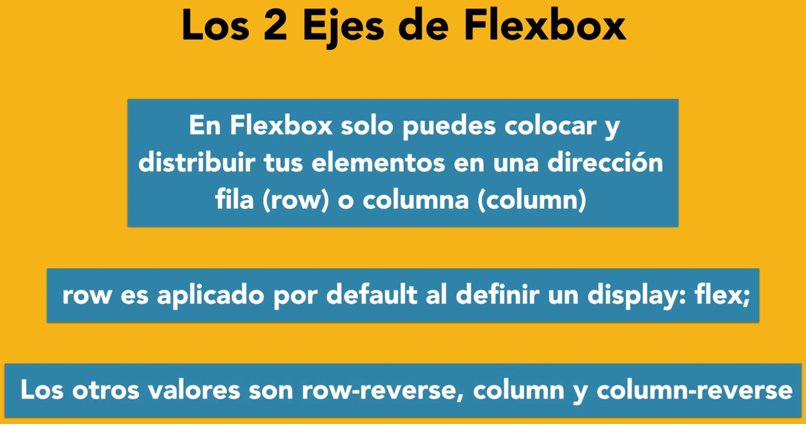 Los 2 Ejes de Flexbox
En Flexbox solo puedes colocar y
distribuir tus elementos en una dirección
fila (row) o columna (column)
row es aplicado por default al definir un display: flex;
Los otros valores son row-reverse, column y column-reverse